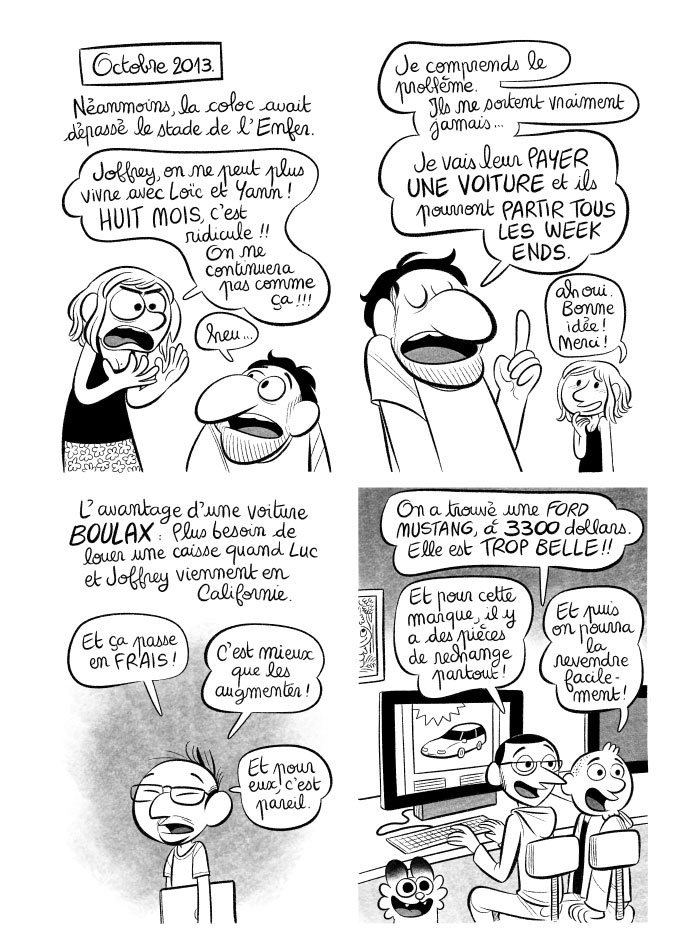 Octobre 2013.
Néanmoins, la coloc avait
dépassé le stade de l'Enfer.
Joffrey, on ne peut plus
vivre avec Loïc et Yann !
HUIT MOIS, c'est
ridicule !!
On ne
continuera
pas comme
ça !!!
heu...
Je comprends le
problème.
Ils ne sortent vraiment
jamais...
Je vais leur PAYER
UNE VOITURE et ils
pourront PARTIR TOUS
LES WEEK
ENDS.
ah oui.
Bonne
idée !
Merci !
L'avantage d'une voiture
BOULAX : Plus besoin de
louer une caisse quand Luc
et Joffrey viennent en
Californie.
Et ça passe
en FRAIS !
C'est mieux
que les
augmenter !
Et pour
eux, c'est
pareil.
On a trouvé une FORD
MUSTANG, à 3300 dollars.
Elle est TROP BELLE !!
Et pour cette
marque, il y
a des pièces
de rechange
partout !
Et puis
on pourra
la
revendre
facile-
ment !